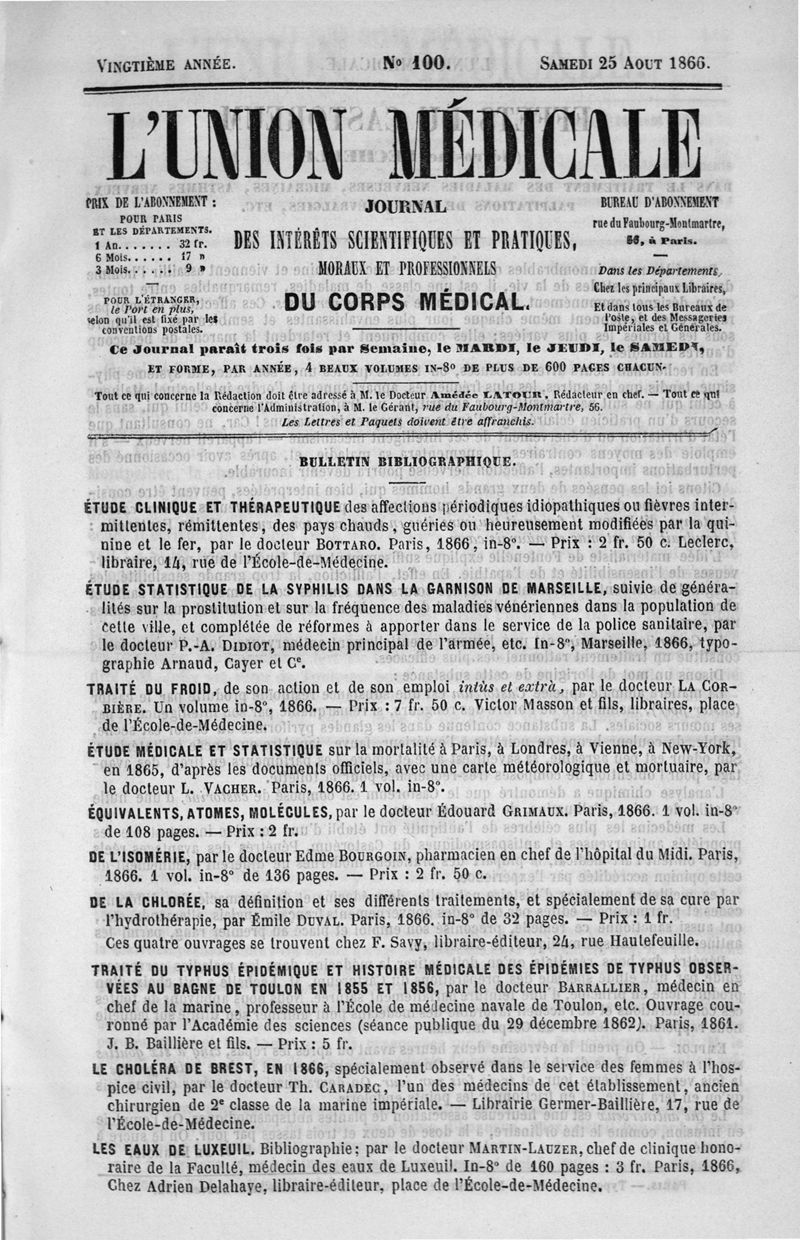 VINGTIÈME ANNÉE.
No 100.
SAMEDI 25 AOUT 1866.
L'UNION MÉDICALE
PRIX DE L'ABONNEMENT :
POUR PARIS
ET LES DÉPARTEMENTS.
1 An....... 32 fr.
6 Mois...... 17 »
3 Mois...... 9 »
POUR L'ÉTRANGER,
le Port en plus,
selon qu'il est fixé par les
conventions postales.
JOURNAL
DES INTÉRÊTS SCIENTIFIQUES ET PRATIQUES,
MORAUX ET PROFESSIONNELS
DU CORPS MÉDICAL.
BUREAU D'ABONNEMENT
rue du Faubourg-Montmartre,
56, à Paris.
Dans les Départements,
Chez les principaux Libraires,
Et dans tous les Bureaux de
Poste, et des Messageries
Impériales et Générales.
Ce Journal paraît trois fois par Semaine, le MARDI, le JEUDI, le SAMEDI,
ET FORME, PAR ANNÉE, 4 BEAUX VOLUMES IN-8o DE PLUS DE 600 PAGES CHACUN.
Tout ce qui concerne la Rédaction doit être adressé à M. le Docteur Amédée LATOUR, Rédacteur en chef. — Tout ce qui
concerne l'Administration, à M. le Gérant, rue du Faubourg-Montmartre, 56.
Les Lettres et Paquets doivent être affranchis.
BULLETIN BIBLIOGRAPHIQUE.
ÉTUDE CLINIQUE ET THÉRAPEUTIQUE des affections périodiques idiopathiques ou fièvres inter-
mittentes, rémittentes, des pays chauds, guéries ou heureusement modifiées par la qui-
nine et le fer, par le docteur BOTTARO. Paris, 1866, in-8°. — Prix : 2 fr. 50 c. Leclerc,
libraire, 14, rue de l'École-de-Médecine.
ÉTUDE STATISTIQUE DE LA SYPHILIS DANS LA GARNISON DE MARSEILLE, suivie de généra-
lités sur la prostitution et sur la fréquence des maladies vénériennes dans la population de
cette ville, et complétée de réformes à apporter dans le service de la police sanitaire, par
le docteur P.-A. DIDIOT, médecin principal de l'armée, etc. In-8°, Marseille, 1866, typo-
graphie Arnaud, Cayer et Ce.
TRAITÉ DU FROID, de son action et de son emploi intùs et extrà, par le docteur LA COR-
BIÈRE. Un volume in-8°, 1866. — Prix : 7 fr. 50 c. Victor Masson et fils, libraires, place
de l'École-de-Médecine.
ÉTUDE MÉDICALE ET STATISTIQUE sur la mortalité à Paris, à Londres, à Vienne, à New-York,
en 1865, d'après les documents officiels, avec une carte météorologique et mortuaire, par
le docteur L. VACHER. Paris, 1866. 1 vol. in-8°.
ÉQUIVALENTS, ATOMES, MOLÉCULES, par le docteur Édouard GRIMAUX. Paris, 1866. 1 vol. in-8°
de 108 pages. — Prix : 2 fr.
DE L'ISOMÉRIE, par le docteur Edme BOURGOIN, pharmacien en chef de l'hôpital du Midi. Paris,
1866. 1 vol. in-8° de 136 pages. — Prix : 2 fr. 50 c.
DE LA CHLORÉE, sa définition et ses différents traitements, et spécialement de sa cure par
l'hydrothérapie, par Émile DUVAL. Paris, 1866. in-8° de 32 pages. — Prix : 1 fr.
Ces quatre ouvrages se trouvent chez F. Savy, libraire-éditeur, 24, rue Hautefeuille.
TRAITÉ DU TYPHUS ÉPIDÉMIQUE ET HISTOIRE MÉDICALE DES ÉPIDÉMIES DE TYPHUS OBSER-
VÉES AU BAGNE DE TOULON EN 1855 ET 1856, par le docteur BARRALLIER, médecin en
chef de la marine, professeur à l'École de médecine navale de Toulon, etc. Ouvrage cou-
ronné par l'Académie des sciences (séance publique du 29 décembre 1862). Paris, 1861.
J. B. Baillière et fils. — Prix : 5 fr.
LE CHOLÉRA DE BREST, EN 1866, spécialement observé dans le service des femmes à l'hos-
pice civil, par le docteur Th. CARADEC, l'un des médecins de cet établissement, ancien
chirurgien de 2e classe de la marine impériale. — Librairie Germer-Baillière, 17, rue de
l'École-de-Médecine.
LES EAUX DE LUXEUIL. Bibliographie; par le docteur MARTIN-LAUZER, chef de clinique hono-
raire de la Faculté, médecin des eaux de Luxeuil. In-8° de 160 pages : 3 fr. Paris, 1866,
Chez Adrien Delahaye, libraire-éditeur, place de l'École-de-Médecine.